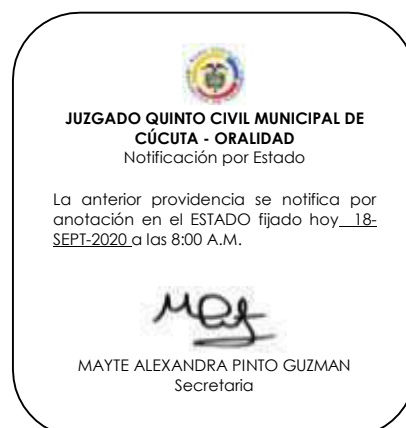 JUZGADO QUINTO CIVIL MUNICIPAL DE
CÚCUTA - ORALIDAD
Notificación por Estado
La anterior providencia se notifica por
anotación en el ESTADO fijado hoy  18-
SEPT-2020 a las 8:00 A.M.
MAYTE ALEXANDRA PINTO GUZMAN
Secretaria